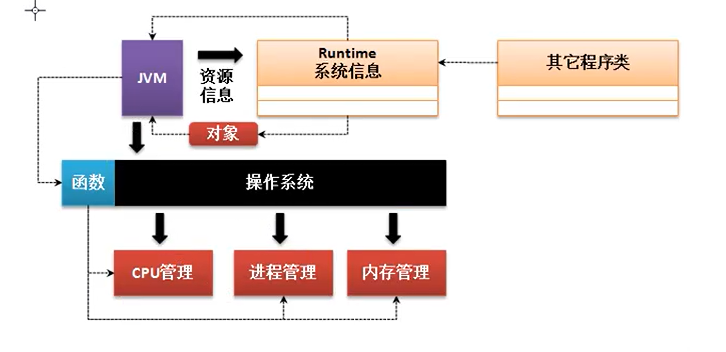 JVM
资源
信息
Runtime
系统信息
其它程序类
对象
函数
操作系统
CPU管理
进程管理
内存管理